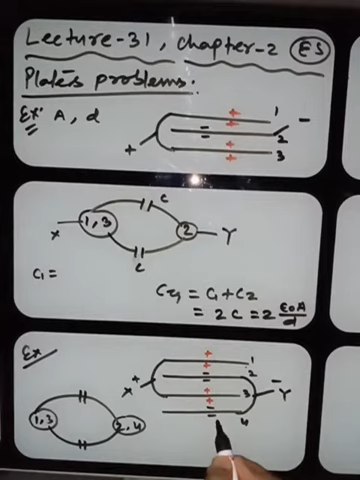 Lecture-31, chapter-2 (ES)
Plates problems.
Ex: A, d
+ + 1 -
= 2
+ + 3
C
x 1,3 2 Y
C
C1 =
Ceq = C1 + C2
= 2C = 2 ε0A/d
Ex
+ 1
x + = 2 -
+ 3 Y
+
= 4
1,3 2,4